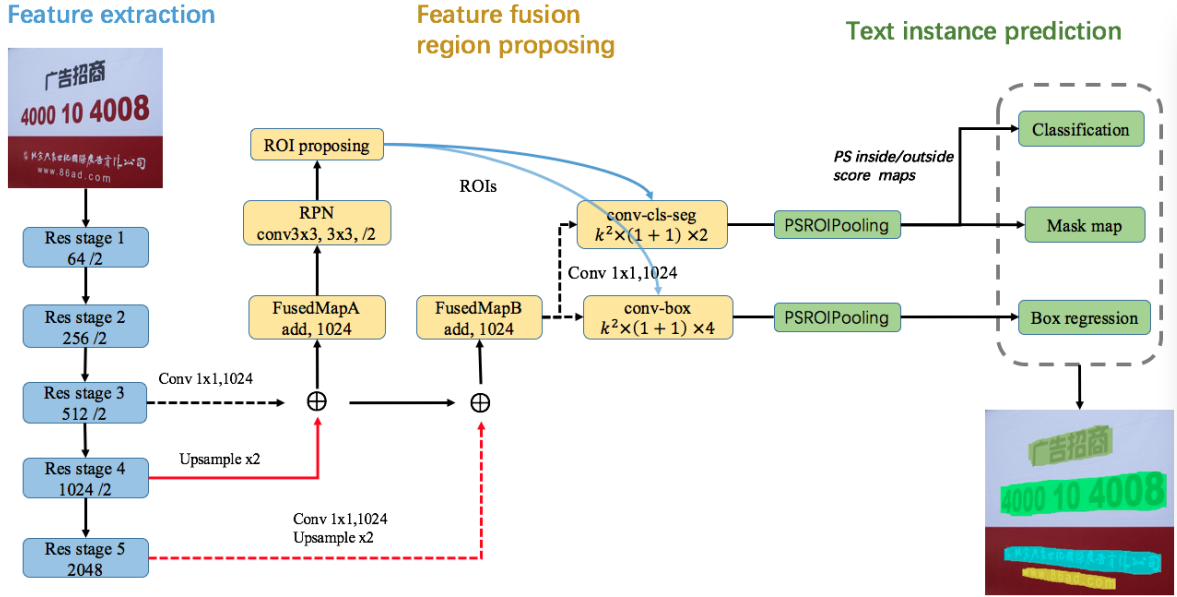 Feature extraction
Feature fusion
region proposing
Text instance prediction
广告招商
4000 10 4008
www.86ad.com
Res stage 1
64 /2
Res stage 2
256 /2
Res stage 3
512 /2
Res stage 4
1024 /2
Res stage 5
2048
Conv 1x1,1024
Upsample x2
Conv 1x1,1024
Upsample x2
ROI proposing
RPN
conv3x3, 3x3, /2
FusedMapA
add, 1024
FusedMapB
add, 1024
ROIs
conv-cls-seg
k²×(1 + 1) ×2
Conv 1x1,1024
conv-box
k²×(1 + 1) ×4
PSROIPooling
PSROIPooling
PS inside/outside
score maps
Classification
Mask map
Box regression
广告招商
4000 10 4008
www.86ad.com